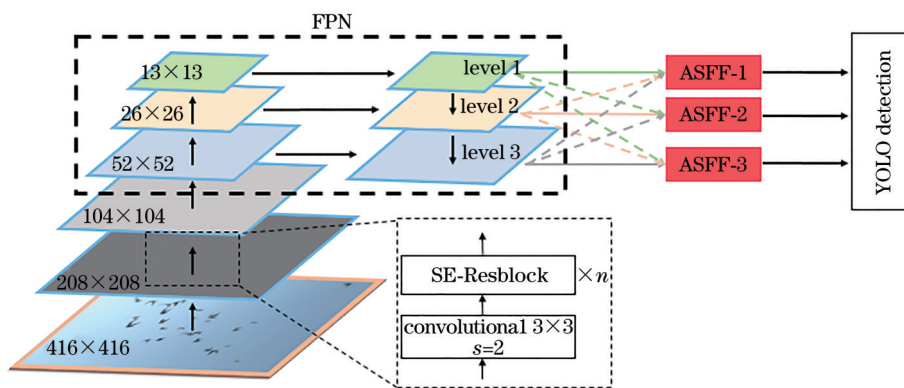 FPN
13×13
level 1
ASFF-1
26×26
level 2
ASFF-2
52×52
level 3
ASFF-3
YOLO detection
104×104
208×208
SE-Resblock
×n
416×416
convolutiona1 3×3
s=2